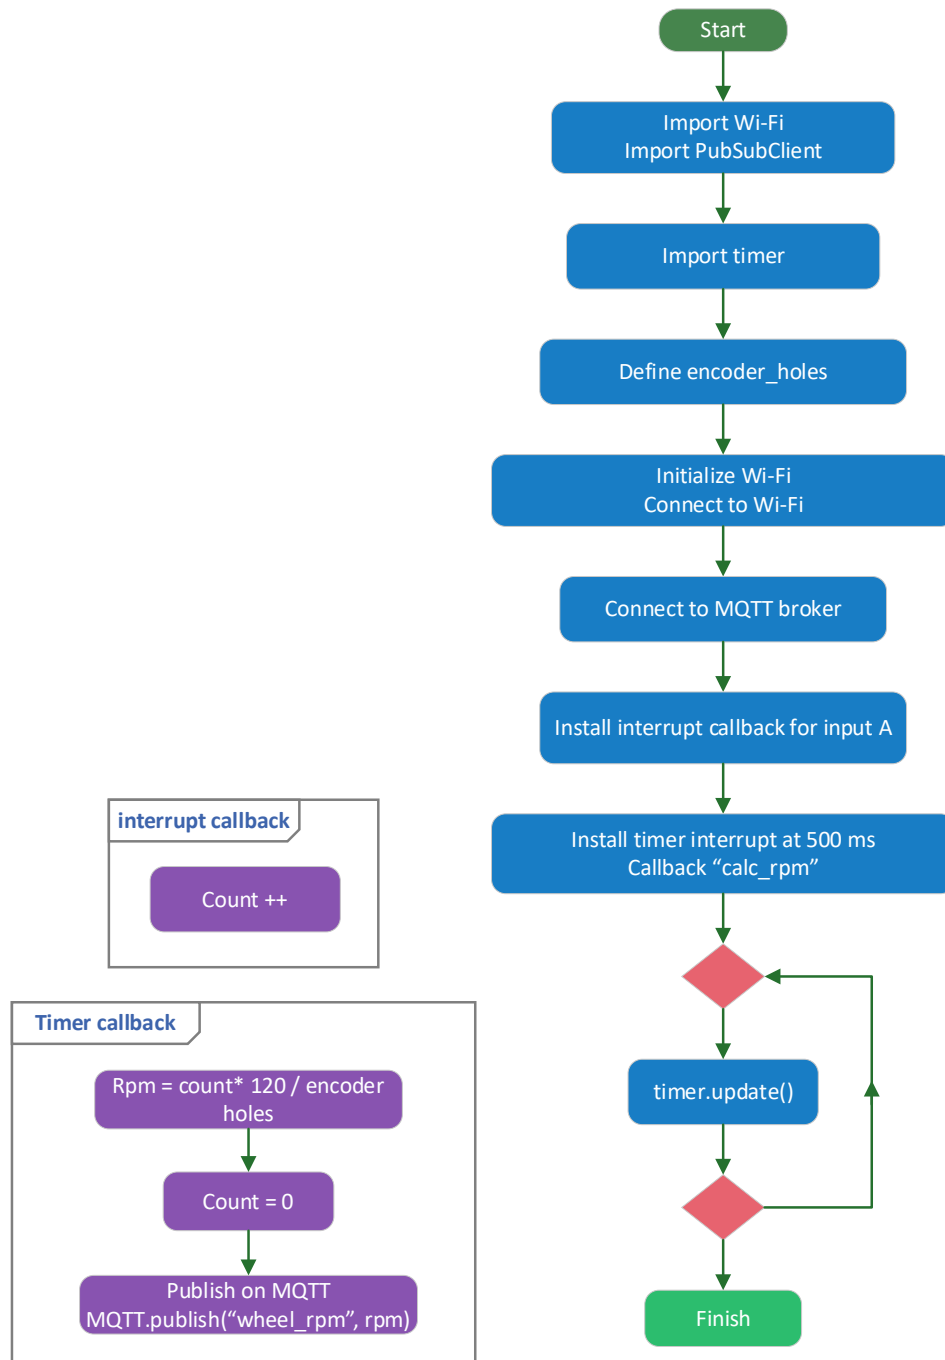 Start
Import Wi-Fi
Import PubSubClient
Import timer
Define encoder_holes
Initialize Wi-Fi
Connect to Wi-Fi
Connect to MQTT broker
Install interrupt callback for input A
Install timer interrupt at 500 ms
Callback “calc_rpm”
timer.update()
Finish
interrupt callback
Count ++
Timer callback
Rpm = count* 120 / encoder
holes
Count = 0
Publish on MQTT
MQTT.publish(“wheel_rpm”, rpm)